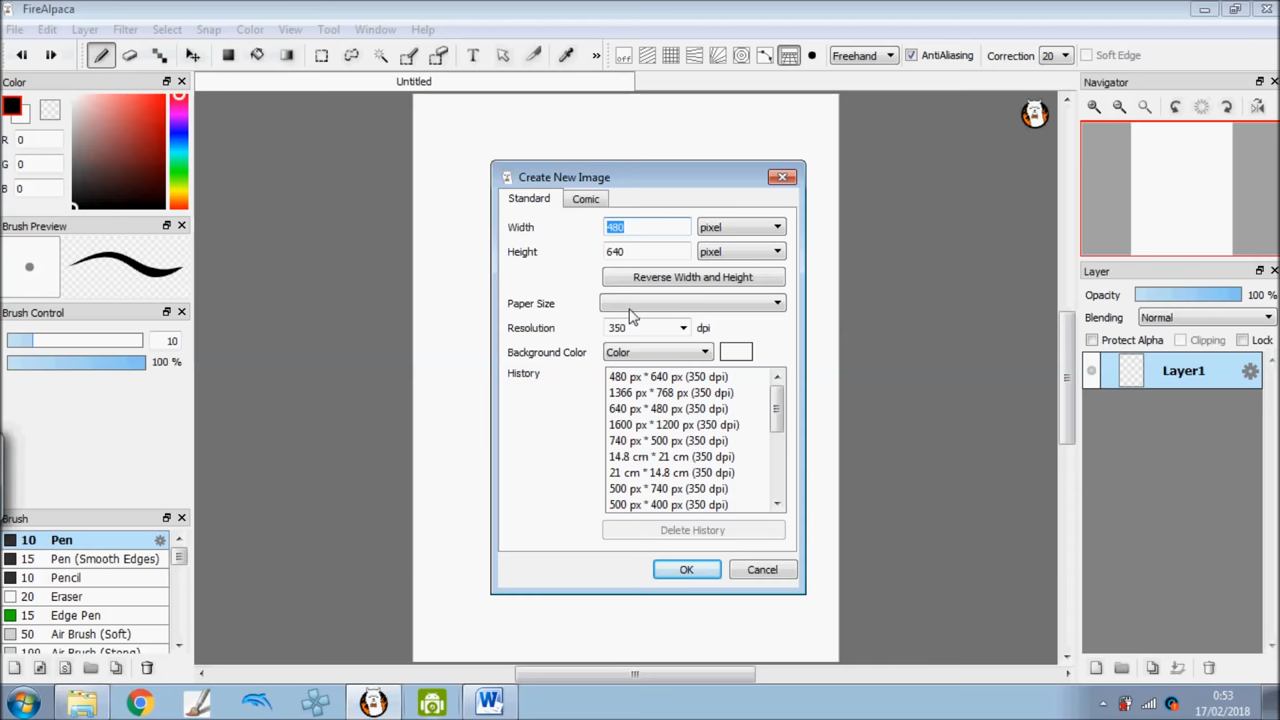 FireAlpaca
File Edit Layer Filter Select Snap Color View Tool Window Help
T » Freehand AntiAliasing Correction 20 Soft Edge
Color
Untitled
Navigator
R 0
G 0
B 0
Brush Preview
Brush Control
10
100 %
Brush
10 Pen
15 Pen (Smooth Edges)
10 Pencil
20 Eraser
15 Edge Pen
50 Air Brush (Soft)
Create New Image
Standard Comic
Width 480 pixel
Height 640 pixel
Reverse Width and Height
Paper Size
Resolution 350 dpi
Background Color Color
History
480 px * 640 px (350 dpi)
1366 px * 768 px (350 dpi)
640 px * 480 px (350 dpi)
1600 px * 1200 px (350 dpi)
740 px * 500 px (350 dpi)
14.8 cm * 21 cm (350 dpi)
21 cm * 14.8 cm (350 dpi)
500 px * 740 px (350 dpi)
500 px * 400 px (350 dpi)
Delete History
OK Cancel
Layer
Opacity 100 %
Blending Normal
Protect Alpha Clipping Lock
Layer1
0:53
17/02/2018